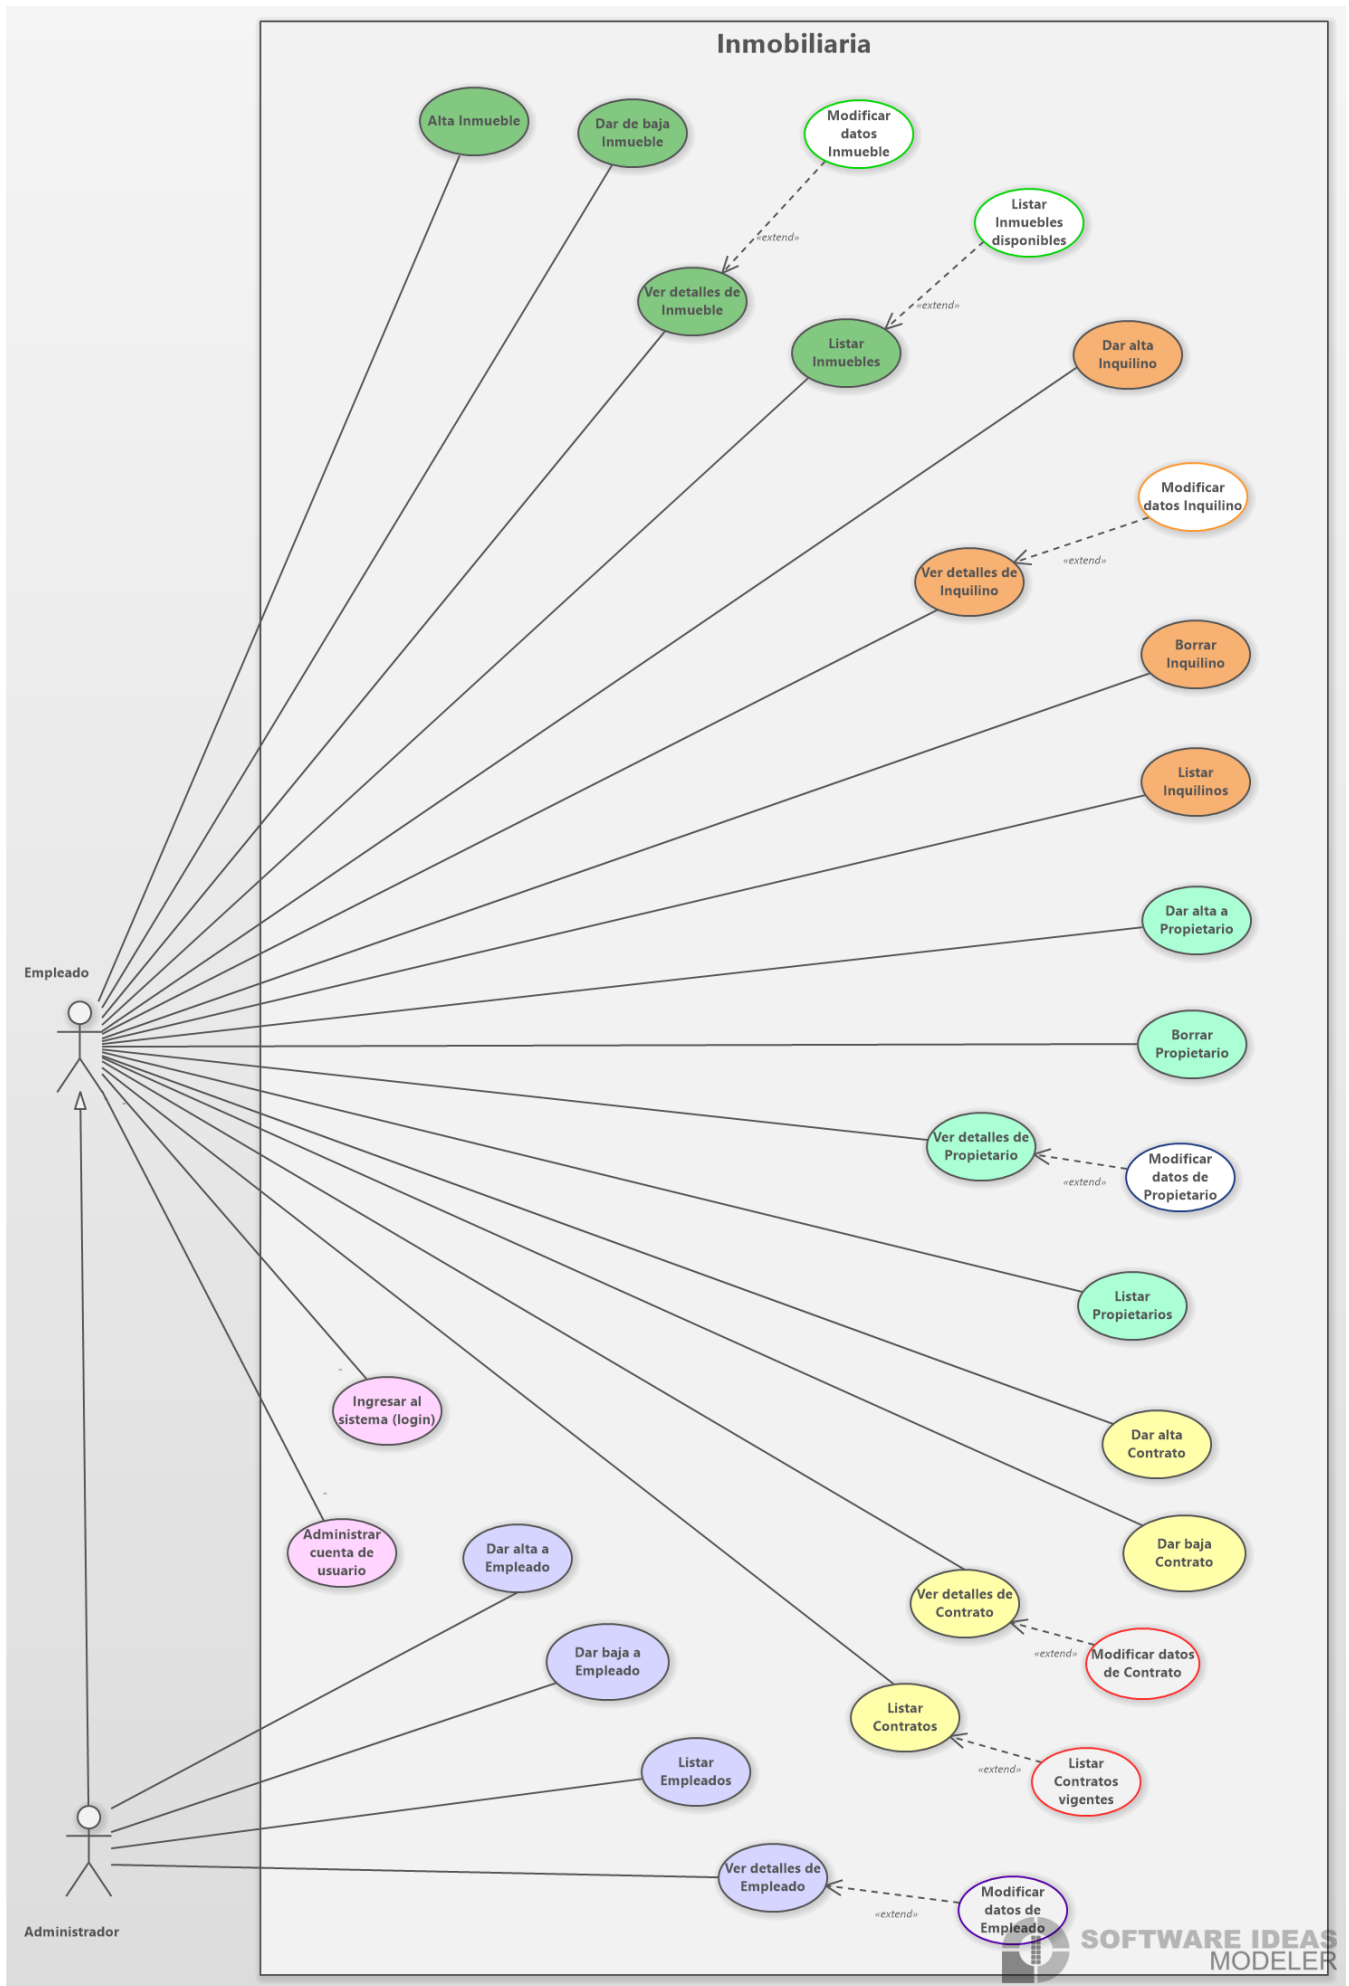 Inmobiliaria
Alta Inmueble
Dar de baja
Inmueble
Modificar
datos
Inmueble
«extend»
Listar
Inmuebles
disponibles
«extend»
Ver detalles de
Inmueble
Listar
Inmuebles
Dar alta
Inquilino
Modificar
datos Inquilino
«extend»
Ver detalles de
Inquilino
Borrar
Inquilino
Listar
Inquilinos
Dar alta a
Propietario
Empleado
Borrar
Propietario
Ver detalles de
Propietario
«extend»
Modificar
datos de
Propietario
Listar
Propietarios
Ingresar al
sistema (login)
Dar alta
Contrato
Administrar
cuenta de
usuario
Dar alta a
Empleado
Dar baja
Contrato
Ver detalles de
Contrato
«extend»
Modificar datos
de Contrato
Dar baja a
Empleado
Listar
Contratos
«extend»
Listar
Contratos
vigentes
Listar
Empleados
Ver detalles de
Empleado
«extend»
Modificar
datos de
Empleado
Administrador
SOFTWARE IDEAS
MODELER